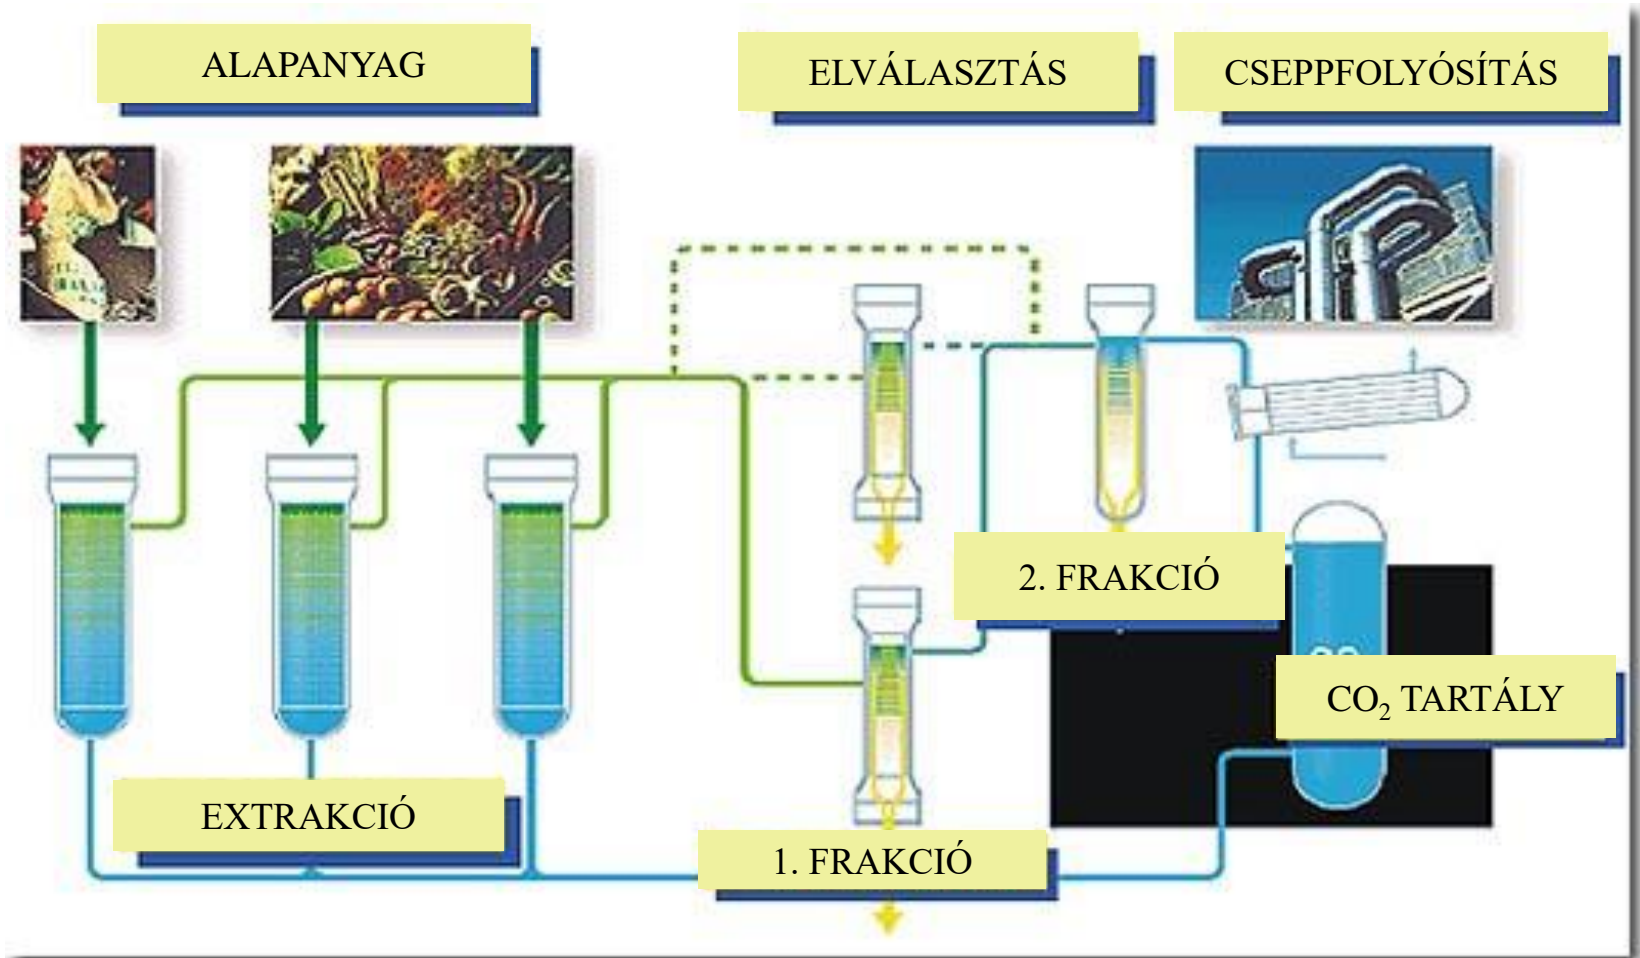 ALAPANYAG
ELVÁLASZTÁS
CSEPPFOLYÓSÍTÁS
2. FRAKCIÓ
CO₂ TARTÁLY
EXTRAKCIÓ
1. FRAKCIÓ